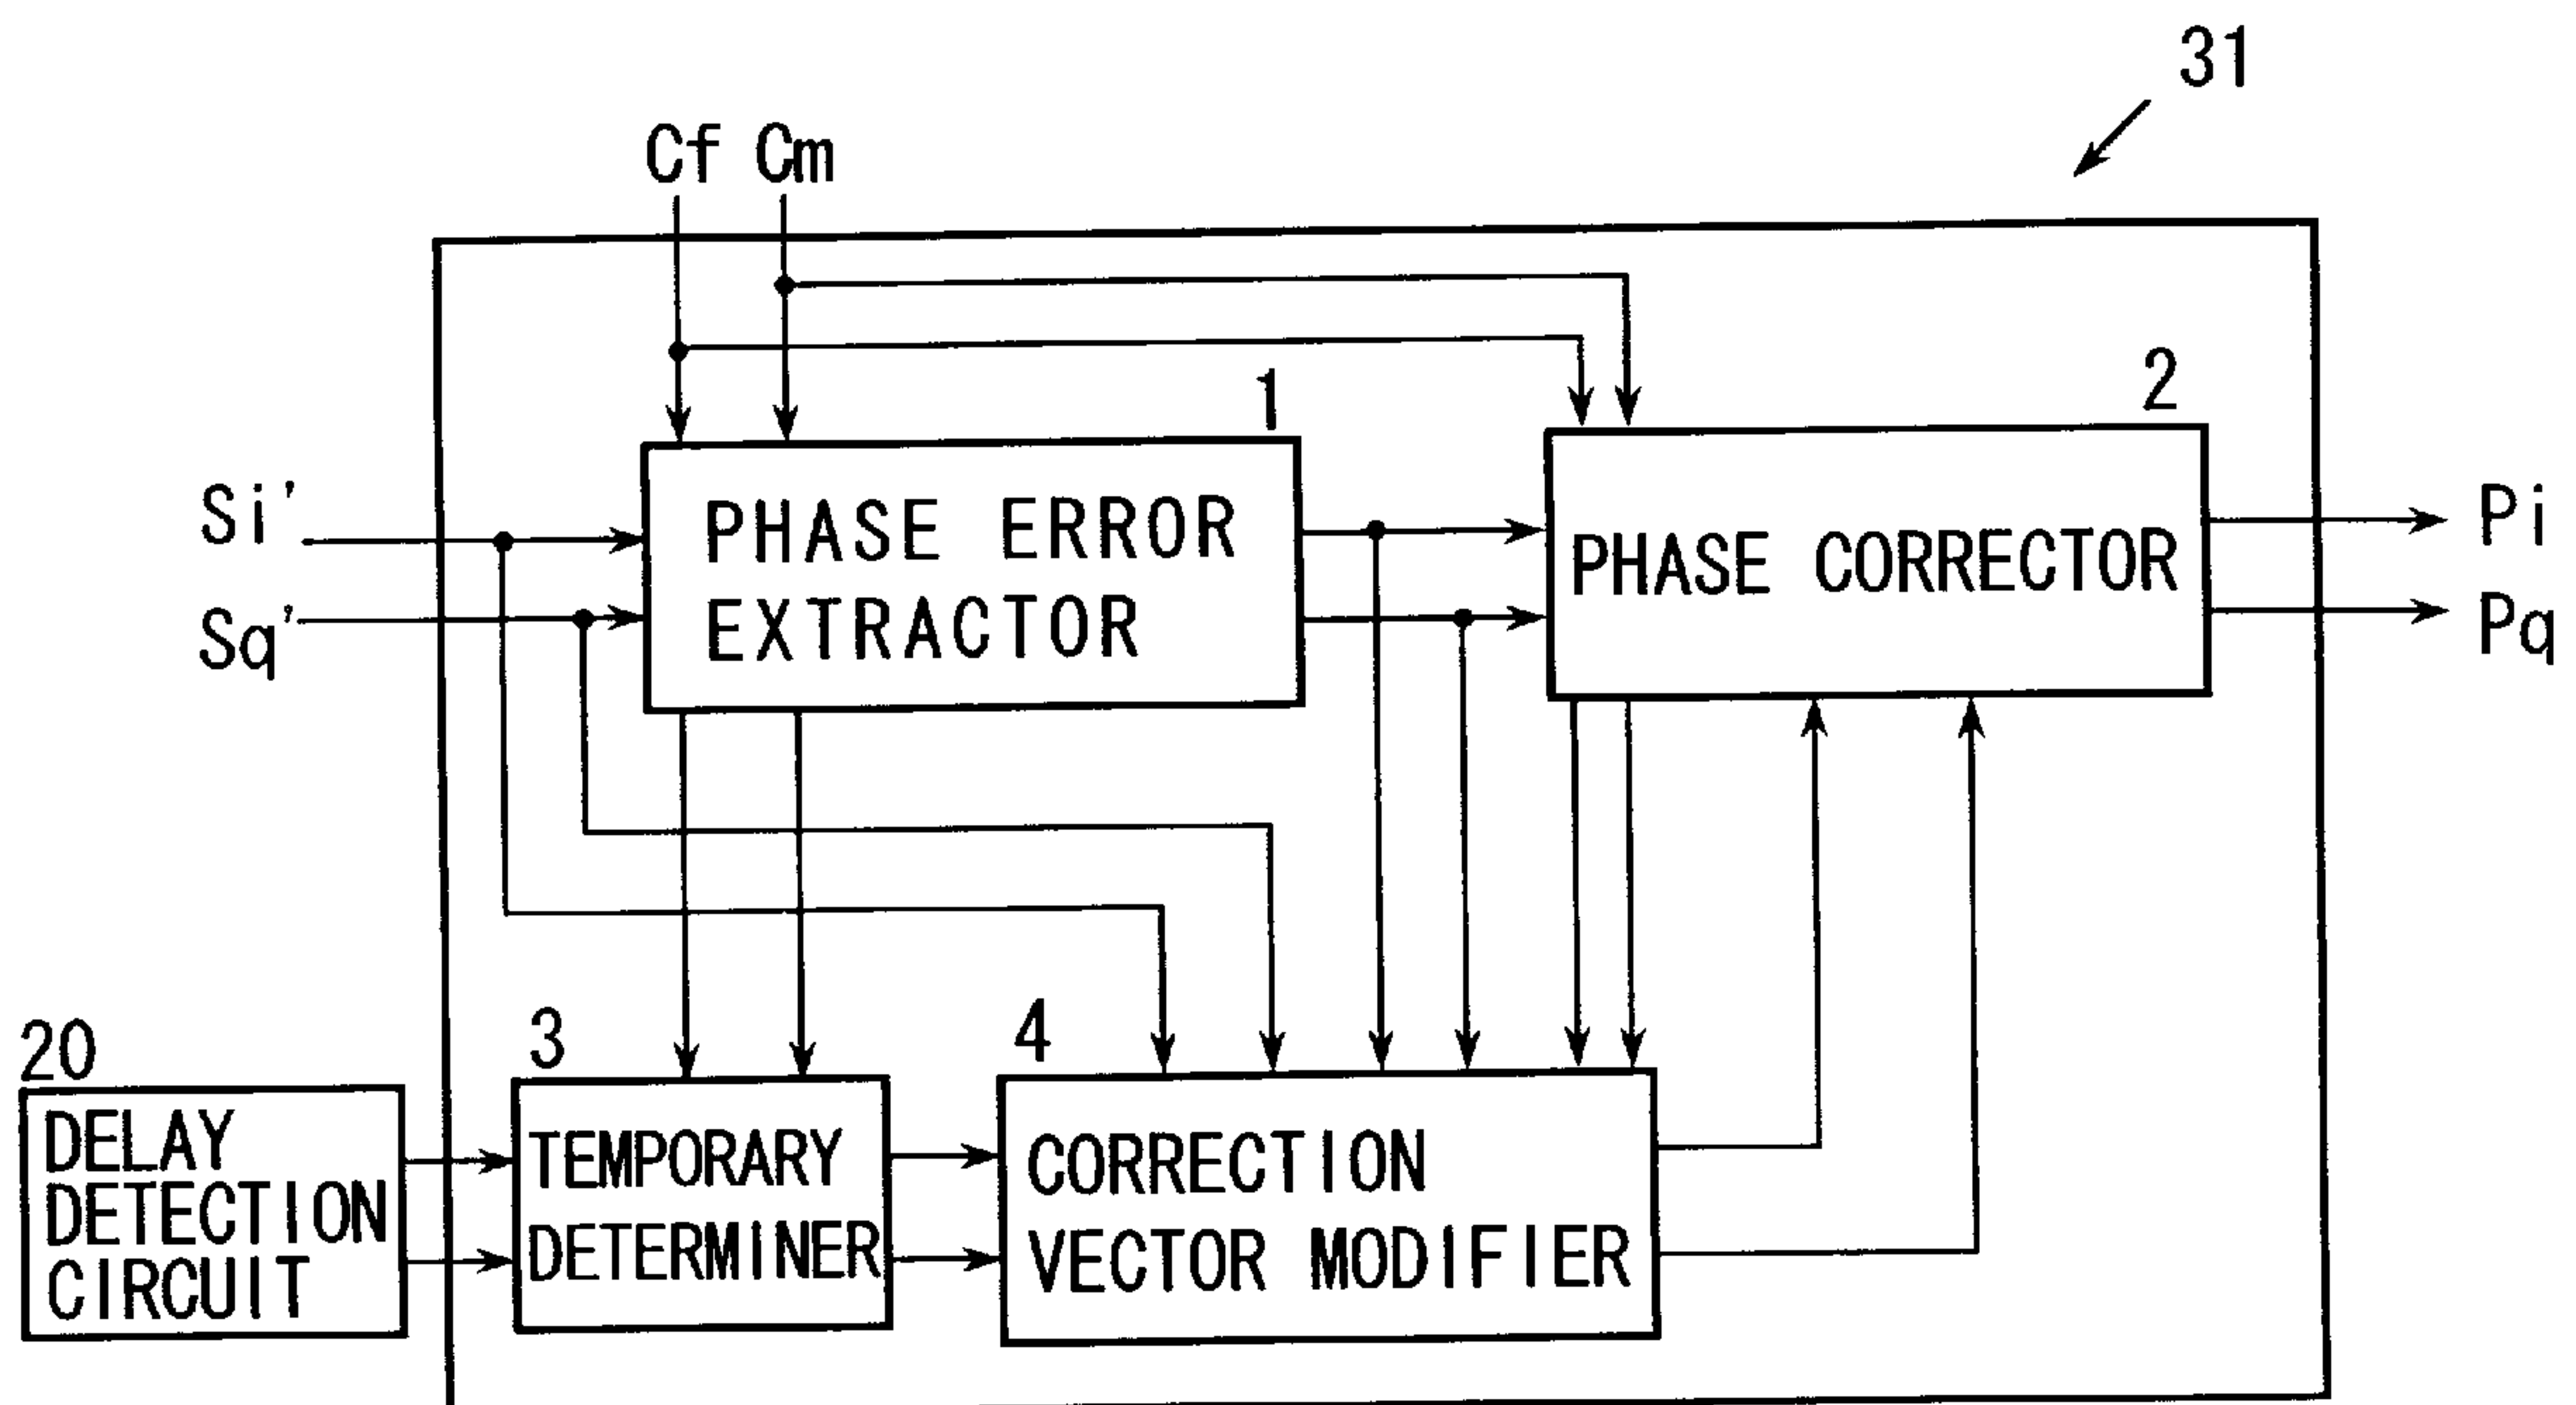 31
Cf Cm
1
2
Si'
PHASE ERROR
EXTRACTOR
PHASE CORRECTOR
Pi
Sq'
Pq
20
3
4
DELAY
DETECTION
CIRCUIT
TEMPORARY
DETERMINER
CORRECTION
VECTOR MODIFIER